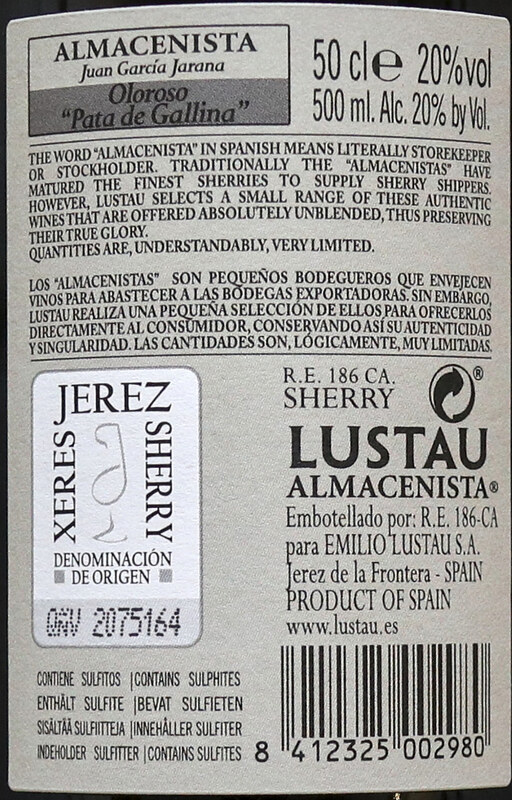 ALMACENISTA
Juan García Jarana
Oloroso
"Pata de Gallina"
50 cl e 20%vol
500 ml. Alc. 20% by Vol.
THE WORD "ALMACENISTA" IN SPANISH MEANS LITERALLY STOREKEEPER
OR STOCKHOLDER. TRADITIONALLY THE "ALMACENISTAS" HAVE
MATURED THE FINEST SHERRIES TO SUPPLY SHERRY SHIPPERS.
HOWEVER, LUSTAU SELECTS A SMALL RANGE OF THESE AUTHENTIC
WINES THAT ARE OFFERED ABSOLUTELY UNBLENDED, THUS PRESERVING
THEIR TRUE GLORY.
QUANTITIES ARE, UNDERSTANDABLY, VERY LIMITED.
LOS "ALMACENISTAS" SON PEQUEÑOS BODEGUEROS QUE ENVEJECEN
VINOS PARA ABASTECER A LAS BODEGAS EXPORTADORAS. SIN EMBARGO,
LUSTAU REALIZA UNA PEQUEÑA SELECCIÓN DE ELLOS PARA OFRECERLOS
DIRECTAMENTE AL CONSUMIDOR, CONSERVANDO ASÍ SU AUTENTICIDAD
Y SINGULARIDAD. LAS CANTIDADES SON, LÓGICAMENTE, MUY LIMITADAS.
JEREZ
XERES
SHERRY
DENOMINACIÓN
DE ORIGEN
QÑV 2075164
R.E. 186 CA.
SHERRY
®
LUSTAU
ALMACENISTA®
Embotellado por: R.E. 186-CA
para EMILIO LUSTAU S.A.
Jerez de la Frontera - SPAIN
PRODUCT OF SPAIN
www.lustau.es
CONTIENE SULFITOS | CONTAINS SULPHITES
ENTHÄLT SULFITE | BEVAT SULFIETEN
SISÄLTÄÄ SULFIITTEJA | INNEHÅLLER SULFITER
INDEHOLDER SULFITTER | CONTAINS SULFITES
8 412325 002980